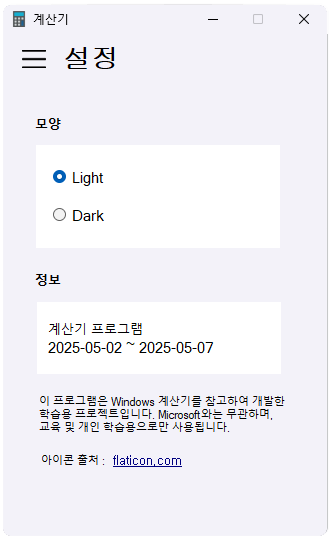 계산기
설정
모양
Light
Dark
정보
계산기 프로그램
2025-05-02 ~ 2025-05-07
이 프로그램은 Windows 계산기를 참고하여 개발한
학습용 프로젝트입니다. Microsoft와는 무관하며,
교육 및 개인 학습용으로만 사용됩니다.
아이콘 출처 : flaticon.com